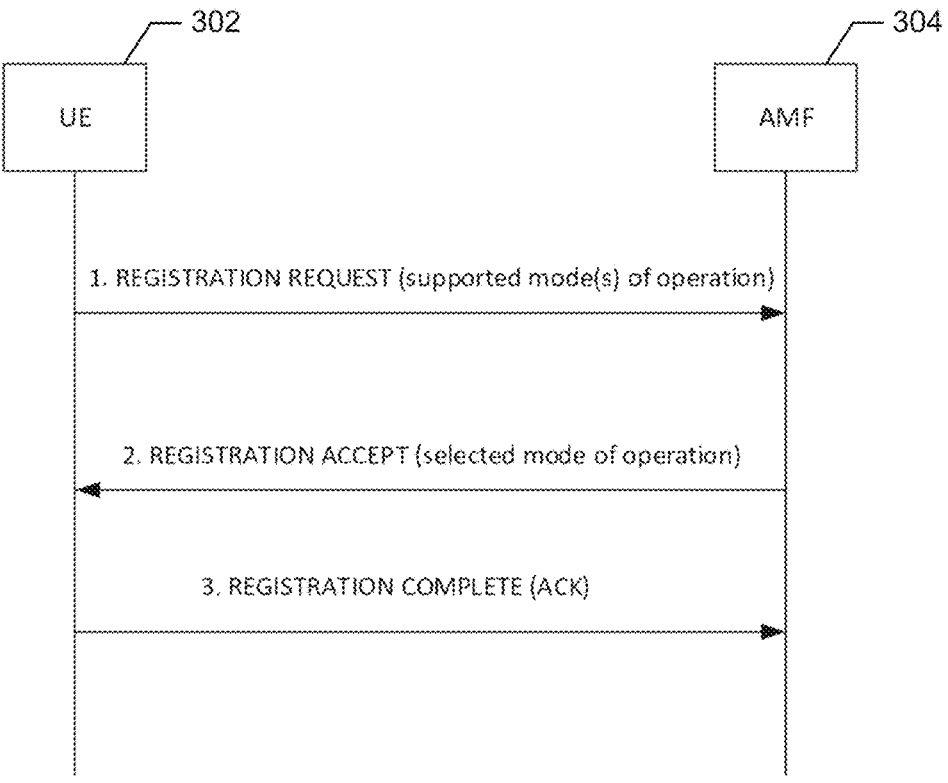 302
304
UE
AMF
1. REGISTRATION REQUEST (supported mode(s) of operation)
2. REGISTRATION ACCEPT (selected mode of operation)
3. REGISTRATION COMPLETE (ACK)